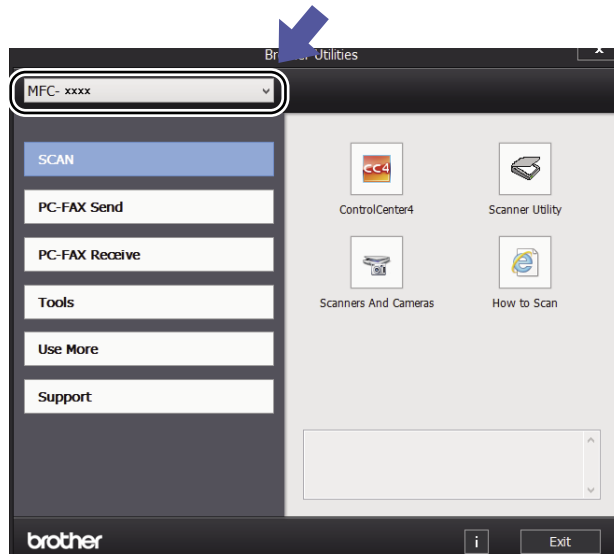 Utilities
x
MFC- xxxx
SCAN
PC-FAX Send
PC-FAX Receive
Tools
Use More
Support
CC4
ControlCenter4
Scanner Utility
Scanners And Cameras
How to Scan
brother
i
Exit